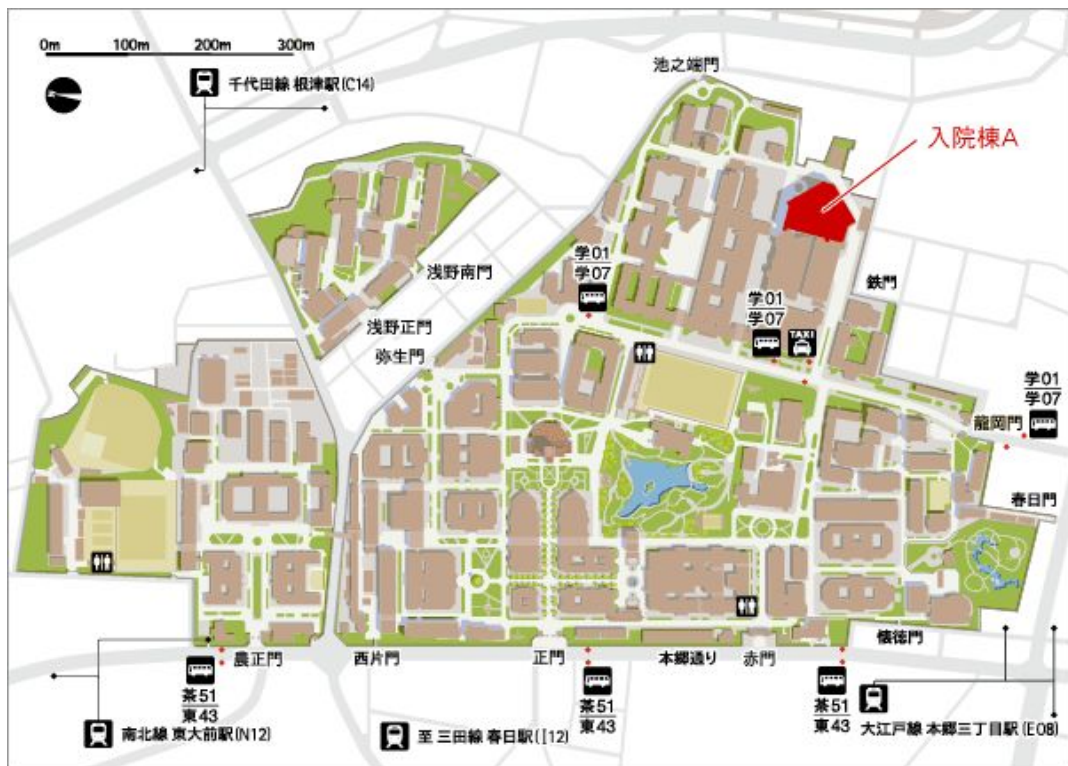 0m 100m 200m 300m
千代田線 根津駅(C14)
池之端門
入院棟A
浅野南門
学01
学07
鉄門
浅野正門
学01
学07
TAXI
弥生門
学01
学07
龍岡門
春日門
懐徳門
農正門
西片門
正門
本郷通り
赤門
茶51
東43
茶51
東43
茶51
東43
南北線 東大前駅(N12)
至 三田線 春日駅(I12)
大江戸線 本郷三丁目駅(E08)